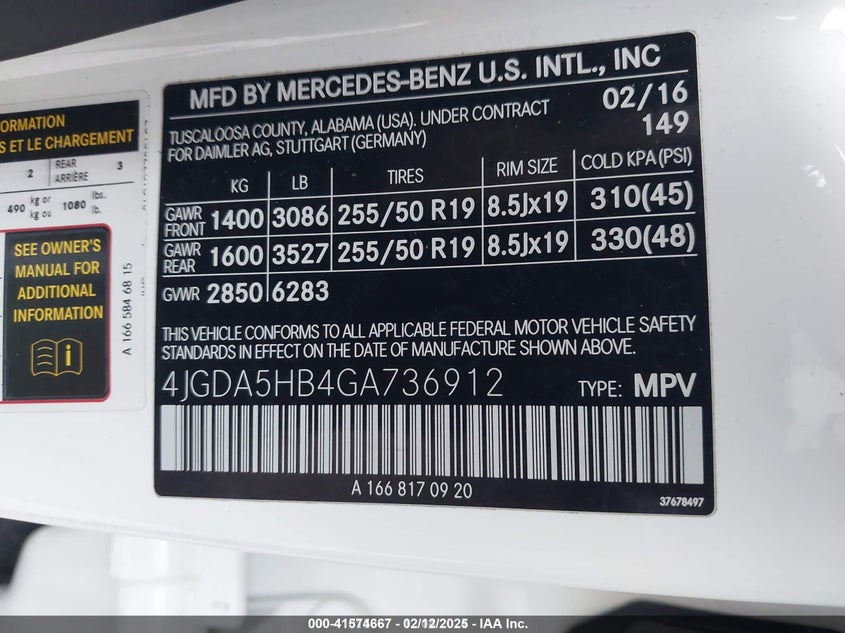 ORMATION
S ET LE CHARGEMENT
2 REAR ARRIÈRE 3
490 kg or kg ou 1080 lbs. lb.
SEE OWNER'S
MANUAL FOR
ADDITIONAL
INFORMATION
A 166 584 68 15
MFD BY MERCEDES-BENZ U.S. INTL., INC
TUSCALOOSA COUNTY, ALABAMA (USA). UNDER CONTRACT
FOR DAIMLER AG, STUTTGART (GERMANY)
02/16
149
KG LB TIRES RIM SIZE COLD KPA(PSI)
GAWR FRONT 1400 3086 255/50 R19 8.5Jx19 310(45)
GAWR REAR 1600 3527 255/50 R19 8.5Jx19 330(48)
GVWR 2850 6283
THIS VEHICLE CONFORMS TO ALL APPLICABLE FEDERAL MOTOR VEHICLE SAFETY
STANDARDS IN EFFECT ON THE DATE OF MANUFACTURE SHOWN ABOVE.
4JGDA5HB4GA736912 TYPE: MPV
A 166 817 09 20
37678497
000-41574667 - 02/12/2025 - IAA Inc.